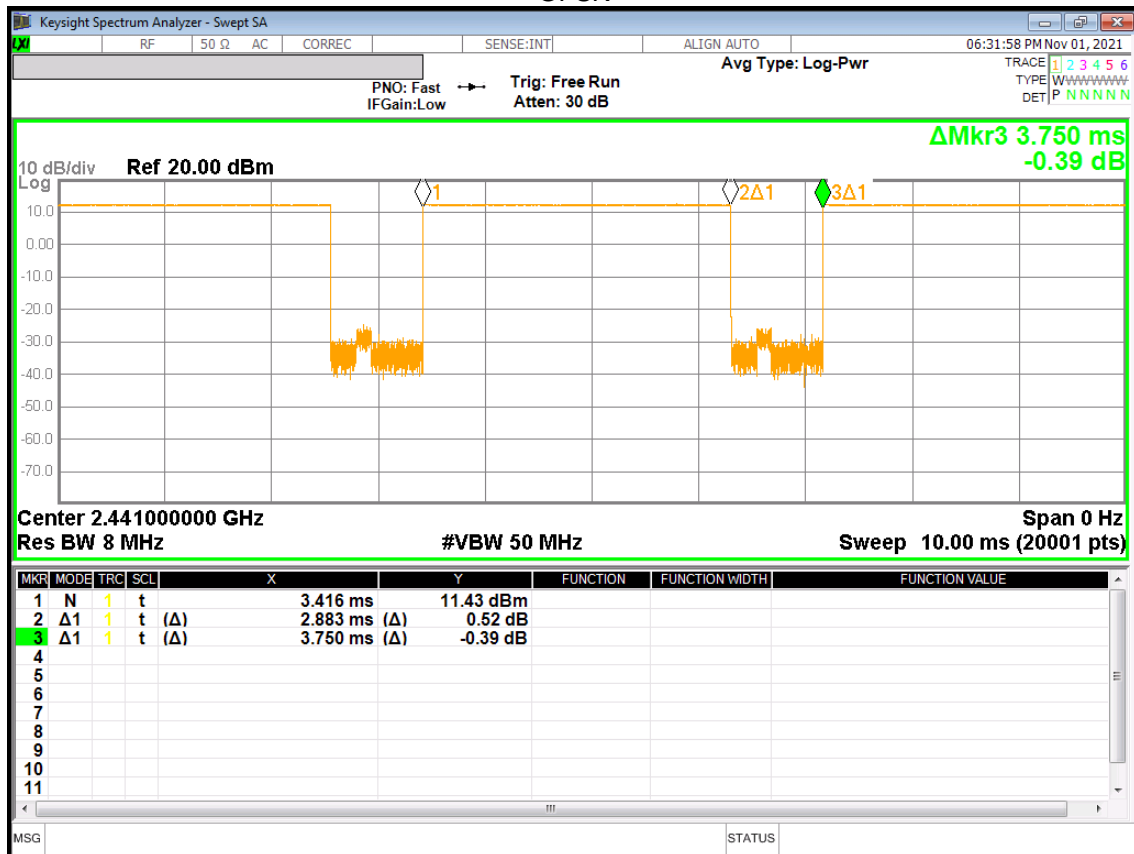 Keysight Spectrum Analyzer - Swept SA
LXI RF 50 Ω AC CORREC SENSE:INT ALIGN AUTO 06:31:58 PM Nov 01, 2021
PNO: Fast IFGain:Low
Trig: Free Run
Atten: 30 dB
Avg Type: Log-Pwr
TRACE 1 2 3 4 5 6
TYPE WWWWWW
DET P N N N N N
ΔMkr3 3.750 ms
-0.39 dB
10 dB/div Ref 20.00 dBm
Log
1 2Δ1 3Δ1
10.0
0.00
-10.0
-20.0
-30.0
-40.0
-50.0
-60.0
-70.0
Center 2.441000000 GHz Span 0 Hz
Res BW 8 MHz #VBW 50 MHz Sweep 10.00 ms (20001 pts)
MKR MODE TRC SCL X Y FUNCTION FUNCTION WIDTH FUNCTION VALUE
1 N 1 t 3.416 ms 11.43 dBm
2 Δ1 1 t (Δ) 2.883 ms (Δ) 0.52 dB
3 Δ1 1 t (Δ) 3.750 ms (Δ) -0.39 dB
4
5
6
7
8
9
10
11
MSG STATUS